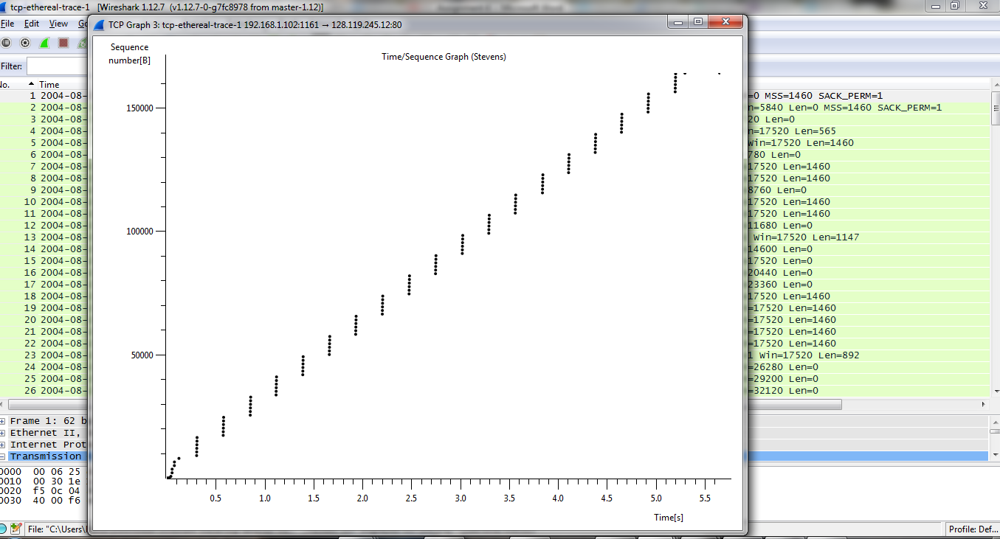 tcp-ethereal-trace-1 [Wireshark 1.12.7 (v1.12.7-0-g7fc8978 from master-1.12)]
TCP Graph 3: tcp-ethereal-trace-1 192.168.1.102:1161 → 128.119.245.12:80
File Edit View
Filter:
No. Time
1 2004-08- =0 MSS=1460 SACK_PERM=1
2 2004-08- n=5840 Len=0 MSS=1460 SACK_PERM=1
3 2004-08- 20 Len=0
4 2004-08- n=17520 Len=565
5 2004-08- Win=17520 Len=1460
6 2004-08- 780 Len=0
7 2004-08- 17520 Len=1460
8 2004-08- 17520 Len=1460
9 2004-08- 8760 Len=0
10 2004-08- 17520 Len=1460
11 2004-08- 17520 Len=1460
12 2004-08- 11680 Len=0
13 2004-08- Win=17520 Len=1147
14 2004-08- 14600 Len=0
15 2004-08- =17520 Len=0
16 2004-08- 20440 Len=0
17 2004-08- =23360 Len=0
18 2004-08- 17520 Len=1460
19 2004-08- =17520 Len=1460
20 2004-08- =17520 Len=1460
21 2004-08- =17520 Len=1460
22 2004-08- =17520 Len=1460
23 2004-08- 1 Win=17520 Len=892
24 2004-08- =26280 Len=0
25 2004-08- =29200 Len=0
26 2004-08- =32120 Len=0
Sequence
number[B]
Time/Sequence Graph (Stevens)
150000
100000
50000
0.5 1.0 1.5 2.0 2.5 3.0 3.5 4.0 4.5 5.0 5.5
Time[s]
Frame 1: 62 b
Ethernet II,
Internet Prot
Transmission
0000 00 06 25
0010 00 30 1e
0020 f5 0c 04
0030 40 00 f6
File: "C:\Users\
Profile: Def...